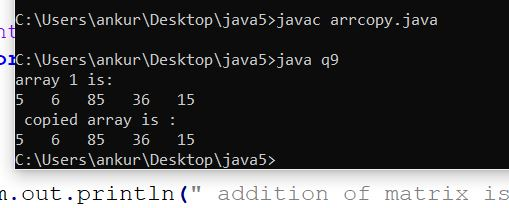 C:\Users\ankur\Desktop\java5>javac arrcopy.java
C:\Users\ankur\Desktop\java5>java q9
array 1 is:
5 6 85 36 15
copied array is :
5 6 85 36 15
C:\Users\ankur\Desktop\java5>
m.out.println(" addition of matrix is